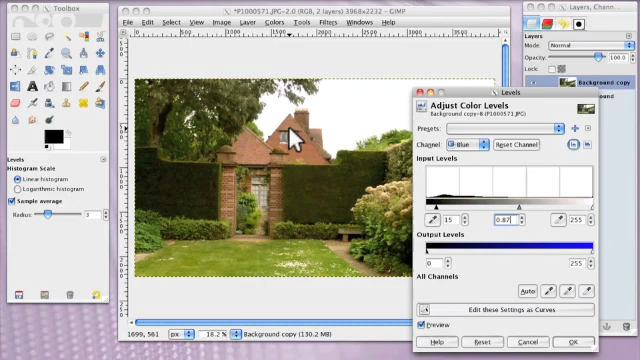 Toolbox
Levels
Histogram Scale
Linear histogram
Logarithmic histogram
Sample average
Radius:
3
*P1000571.JPG-2.0 (RGB, 2 layers) 3968x2232 – GIMP
File Edit Select View Image Layer Colors Tools Filters Windows Help
1699, 561
px
18.2%
Background copy (130.2 MB)
Layers, Chann...
Layers
Mode: Normal
Opacity: 100.0
Lock:
Background copy
Levels
Adjust Color Levels
Background copy-8 (P1000571.JPG)
Presets:
Channel: Blue
Reset Channel
Input Levels
15
0.87
255
Output Levels
0
255
All Channels
Auto
Edit these Settings as Curves
Preview
Help
Reset
Cancel
OK